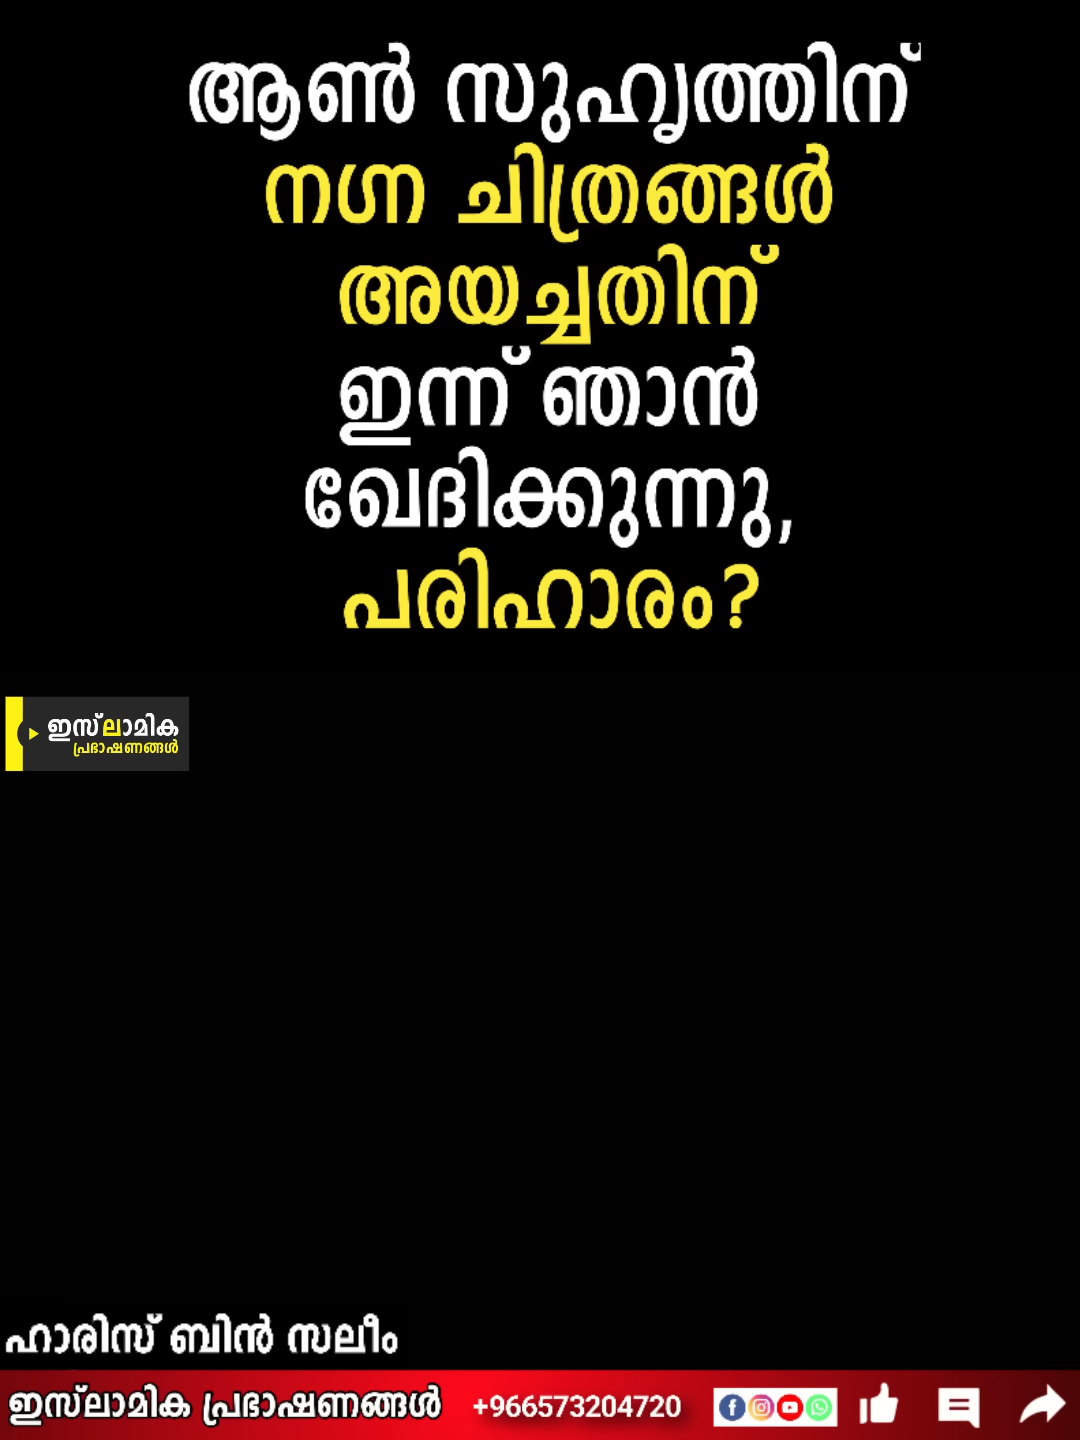 ആൺ സുഹൃത്തിന്
നഗ്ന ചിത്രങ്ങൾ
അയച്ചതിന്
ഇന്ന് ഞാൻ
ഖേദിക്കുന്നു,
പരിഹാരം?
ഇസ്‌ലാമിക
പ്രഭാഷണങ്ങൾ
ഹാരിസ് ബിൻ സലീം
ഇസ്‌ലാമിക പ്രഭാഷണങ്ങൾ +966573204720